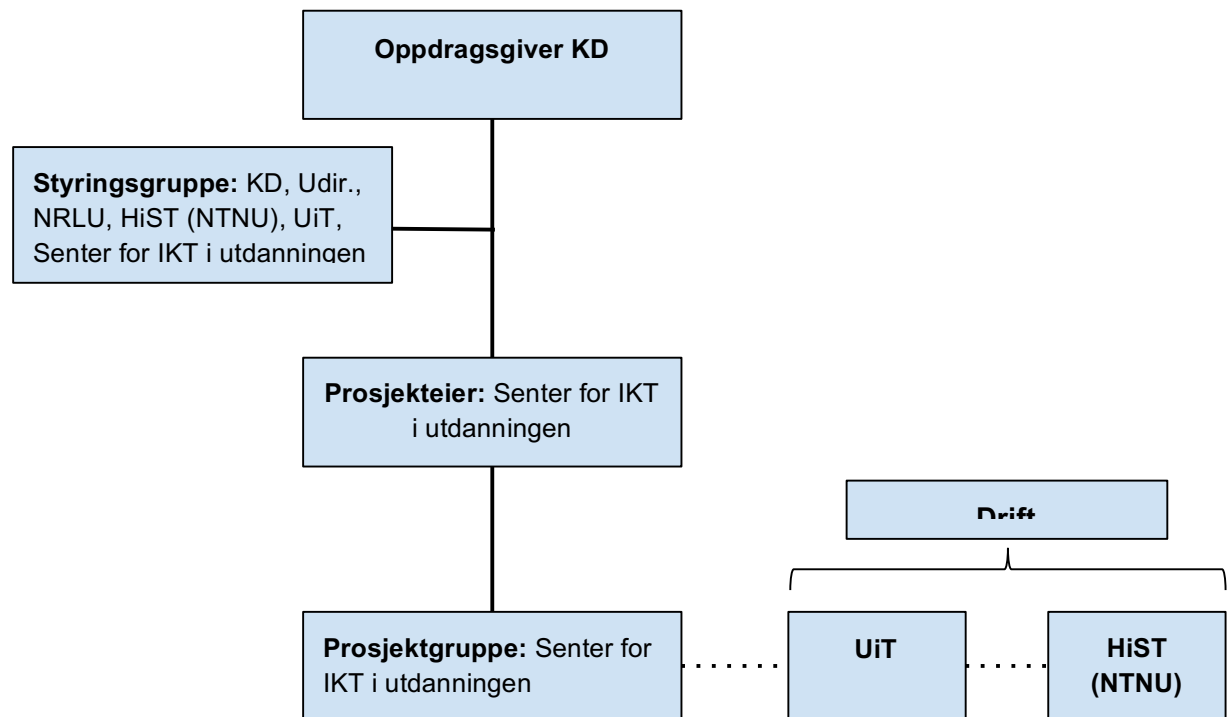 Oppdragsgiver KD
Styringsgruppe: KD, Udir.,
NRLU, HiST (NTNU), UiT,
Senter for IKT i utdanningen
Prosjekteier: Senter for IKT
i utdanningen
Drift
Prosjektgruppe: Senter for
IKT i utdanningen
UiT
HiST
(NTNU)